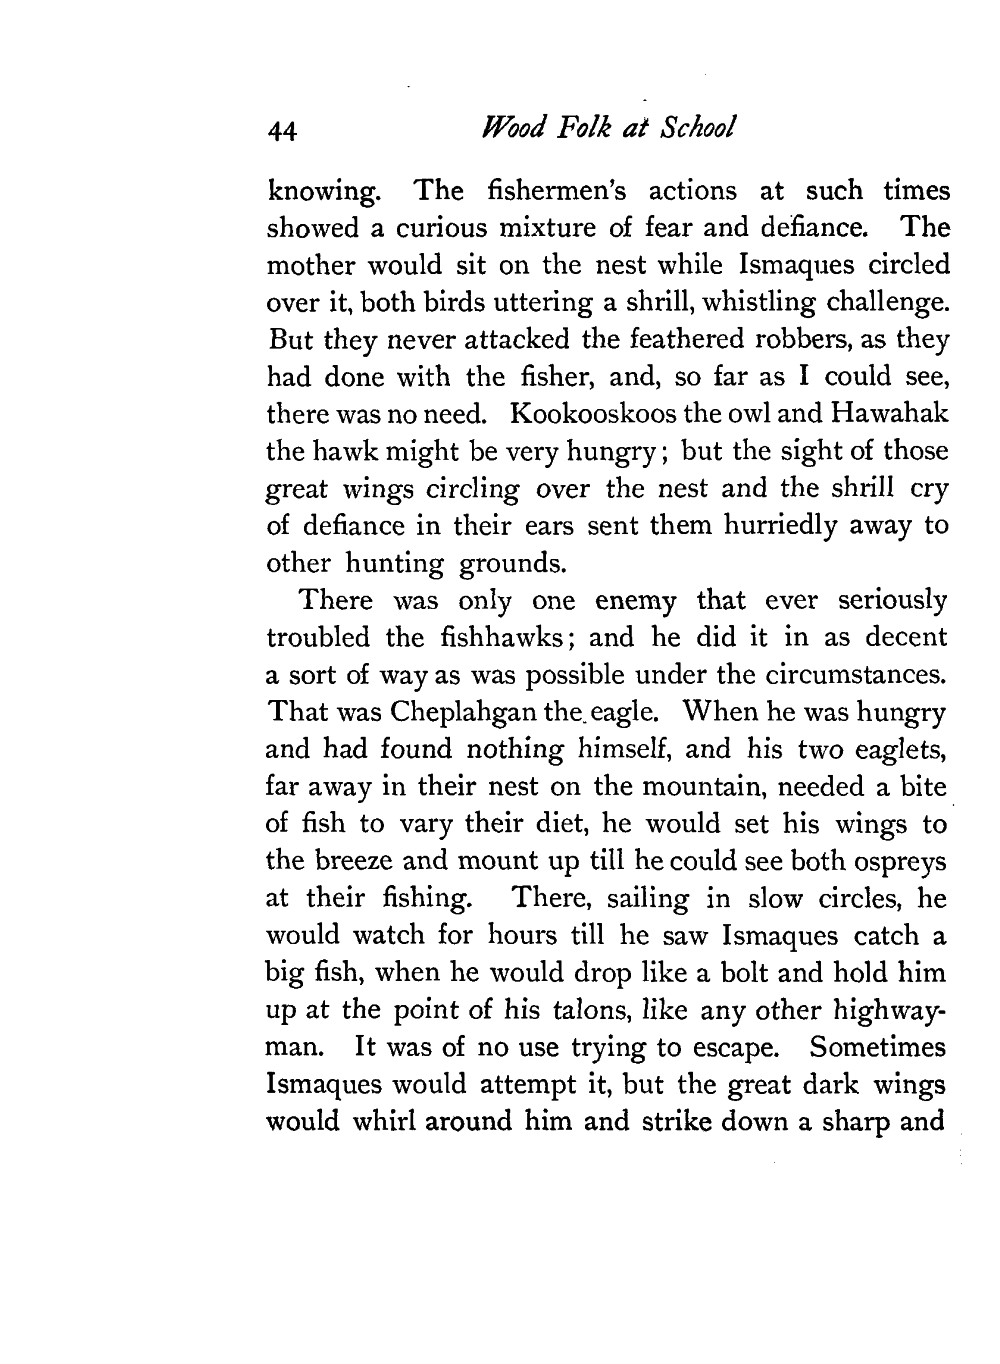 44 Wood Folk at School
knowing. The fishermen's actions at such times
showed a curious mixture of fear and defiance. The
mother would sit on the nest while Ismaques circled
over it, both birds uttering a shrill, whistling challenge.
But they never attacked the feathered robbers, as they
had done with the fisher, and, so far as I could see,
there was no need. Kookooskoos the owl and Hawahak
the hawk might be very hungry; but the sight of those
great wings circling over the nest and the shrill cry
of defiance in their ears sent them hurriedly away to
other hunting grounds.
There was only one enemy that ever seriously
troubled the fishhawks; and he did it in as decent
a sort of way as was possible under the circumstances.
That was Cheplahgan the eagle. When he was hungry
and had found nothing himself, and his two eaglets,
far away in their nest on the mountain, needed a bite
of fish to vary their diet, he would set his wings to
the breeze and mount up till he could see both ospreys
at their fishing. There, sailing in slow circles, he
would watch for hours till he saw Ismaques catch a
big fish, when he would drop like a bolt and hold him
up at the point of his talons, like any other highway-
man. It was of no use trying to escape. Sometimes
Ismaques would attempt it, but the great dark wings
would whirl around him and strike down a sharp and